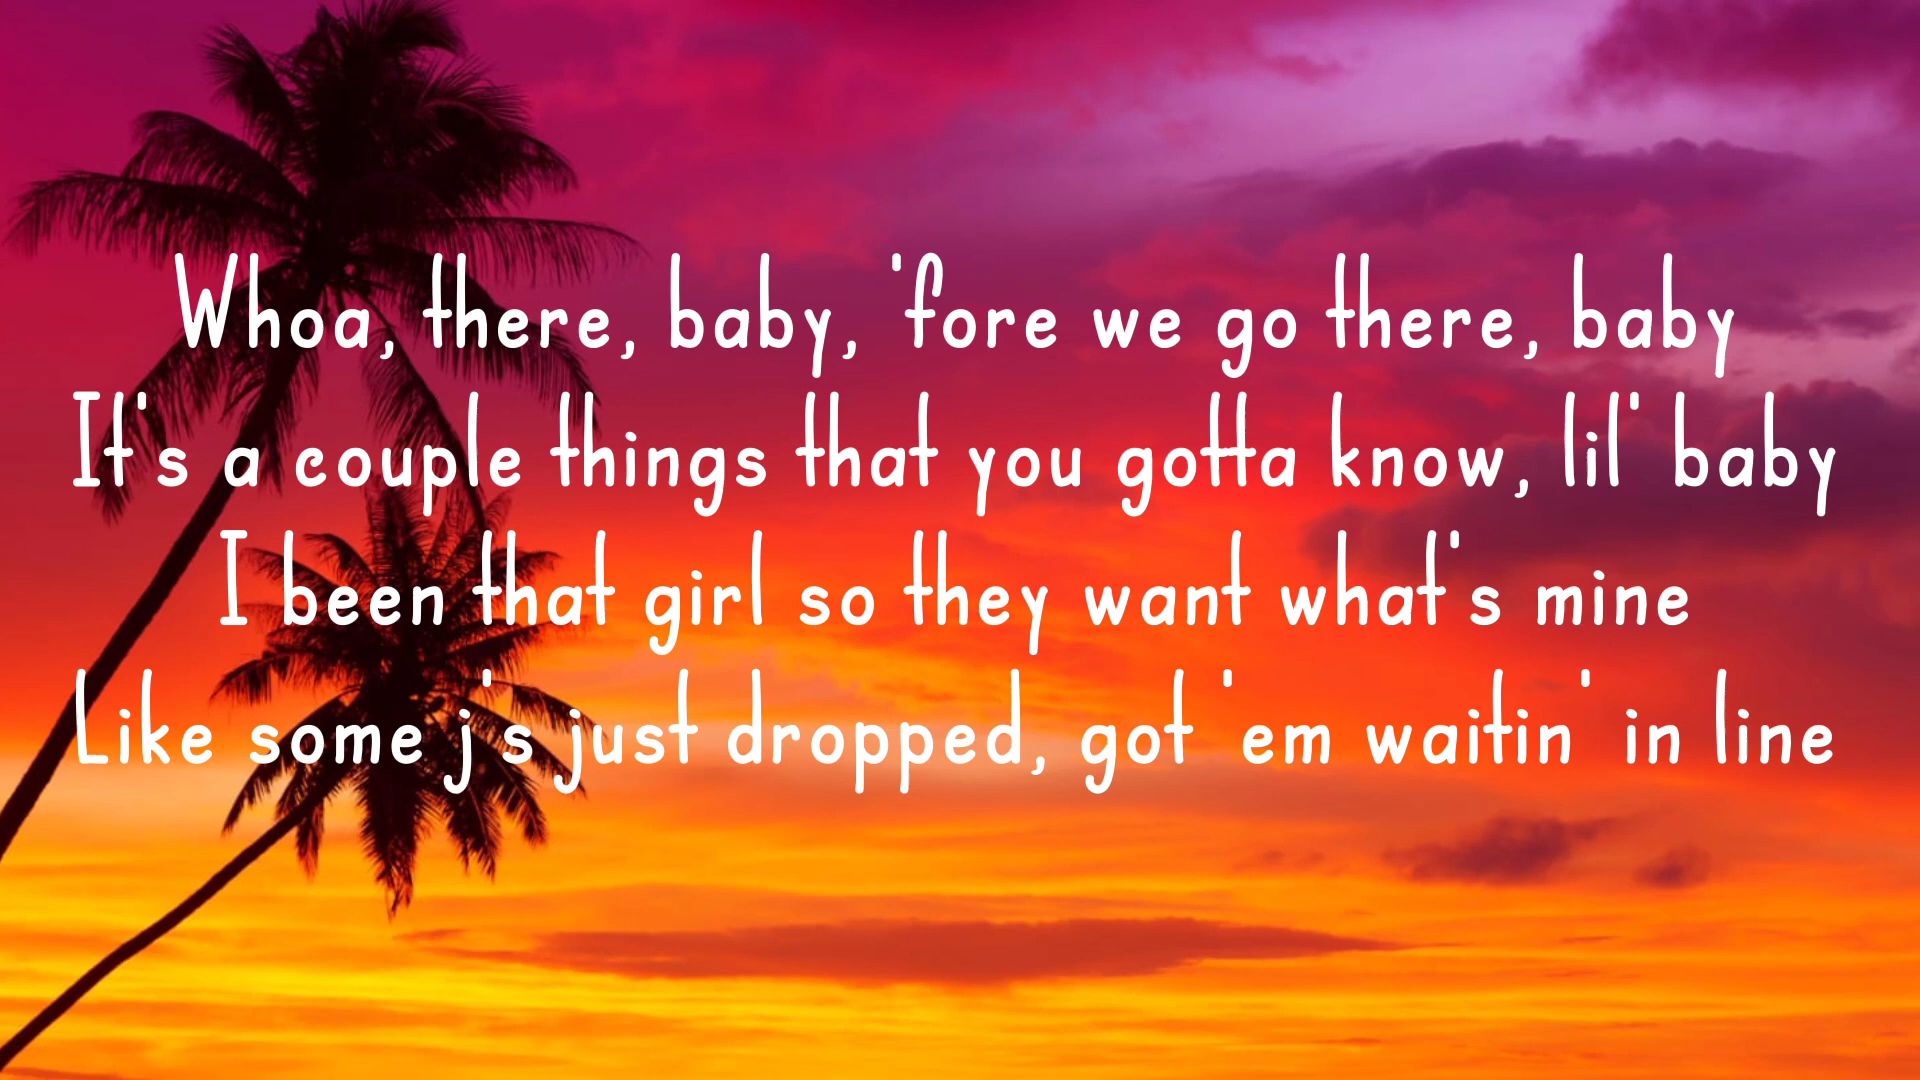 Whoa, there, baby, 'fore we go there, baby
It's a couple things that you gotta know, lil' baby
I been that girl so they want what's mine
Like some j's just dropped, got 'em waitin' in line